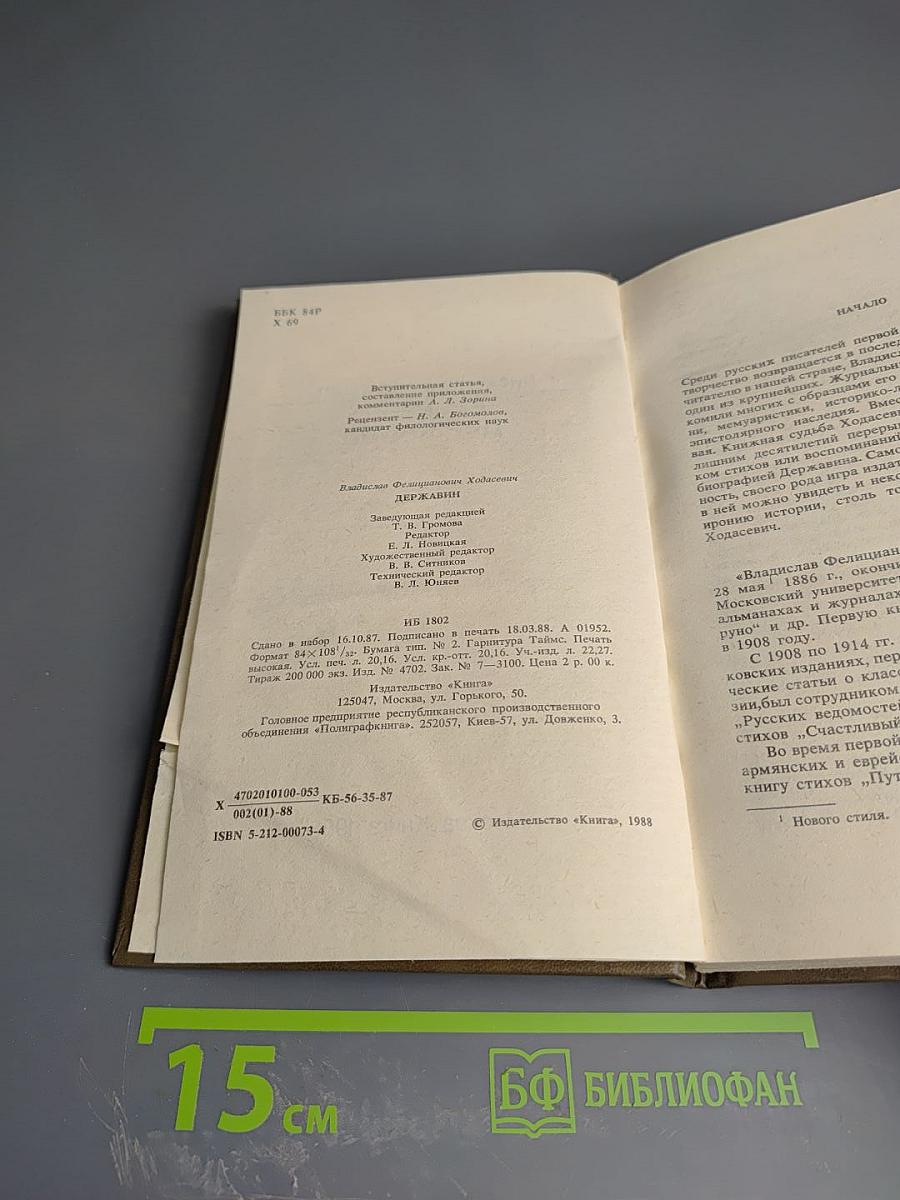 ББК 84Р
Х 69
Вступительная статья,
составление приложения,
комментарии А. Л. Зорина
Рецензент — Н. А. Богомолов,
кандидат филологических наук
Владислав Фелицианович Ходасевич
ДЕРЖАВИН
Заведующая редакцией
Т. В. Громова
Редактор
Е. Л. Новицкая
Художественный редактор
В. В. Ситников
Технический редактор
В. Л. Юняев
ИБ 1802
Сдано в набор 16.10.87. Подписано в печать 18.03.88. А 01952.
Формат 84×108¹/₃₂. Бумага тип. № 2. Гарнитура Таймс. Печать
высокая. Усл. печ. л. 20,16. Усл. кр.-отт. 20,16. Уч.-изд. л. 22,27.
Тираж 200 000 экз. Изд. № 4702. Зак. № 7—3100. Цена 2 р. 00 к.
Издательство «Книга»
125047, Москва, ул. Горького, 50.
Головное предприятие республиканского производственного
объединения «Полиграфкнига». 252057, Киев-57, ул. Довженко, 3.
Х 4702010100-053 КБ-56-35-87
002(01)-88
ISBN 5-212-00073-4
© Издательство «Книга», 1988
НАЧАЛО
Среди русских писателей первой
творчество возвращается в послед
читателю в нашей стране, Владисл
один из крупнейших. Журнальн
комили многих с образцами его
ни, мемуаристики, историко-л
эпистолярного наследия. Вмес
вая. Книжная судьба Ходасеви
лишним десятилетий переры
ком стихов или воспоминаний
биографией Державина. Само
ность, своего рода игра издат
в ней можно увидеть и неко
иронию истории, столь то
Ходасевич.
«Владислав Фелициан
28 мая¹ 1886 г., окончи
Московский университет
альманахах и журналах
руно“ и др. Первую кн
в 1908 году.
С 1908 по 1914 гг.
ковских изданиях, пер
ческие статьи о класс
зии,был сотрудником
„Русских ведомостей
стихов „Счастливый
Во время первой
армянских и еврей
книгу стихов „Пут
¹ Нового стиля.
15 см
БФ БИБЛИОФАН